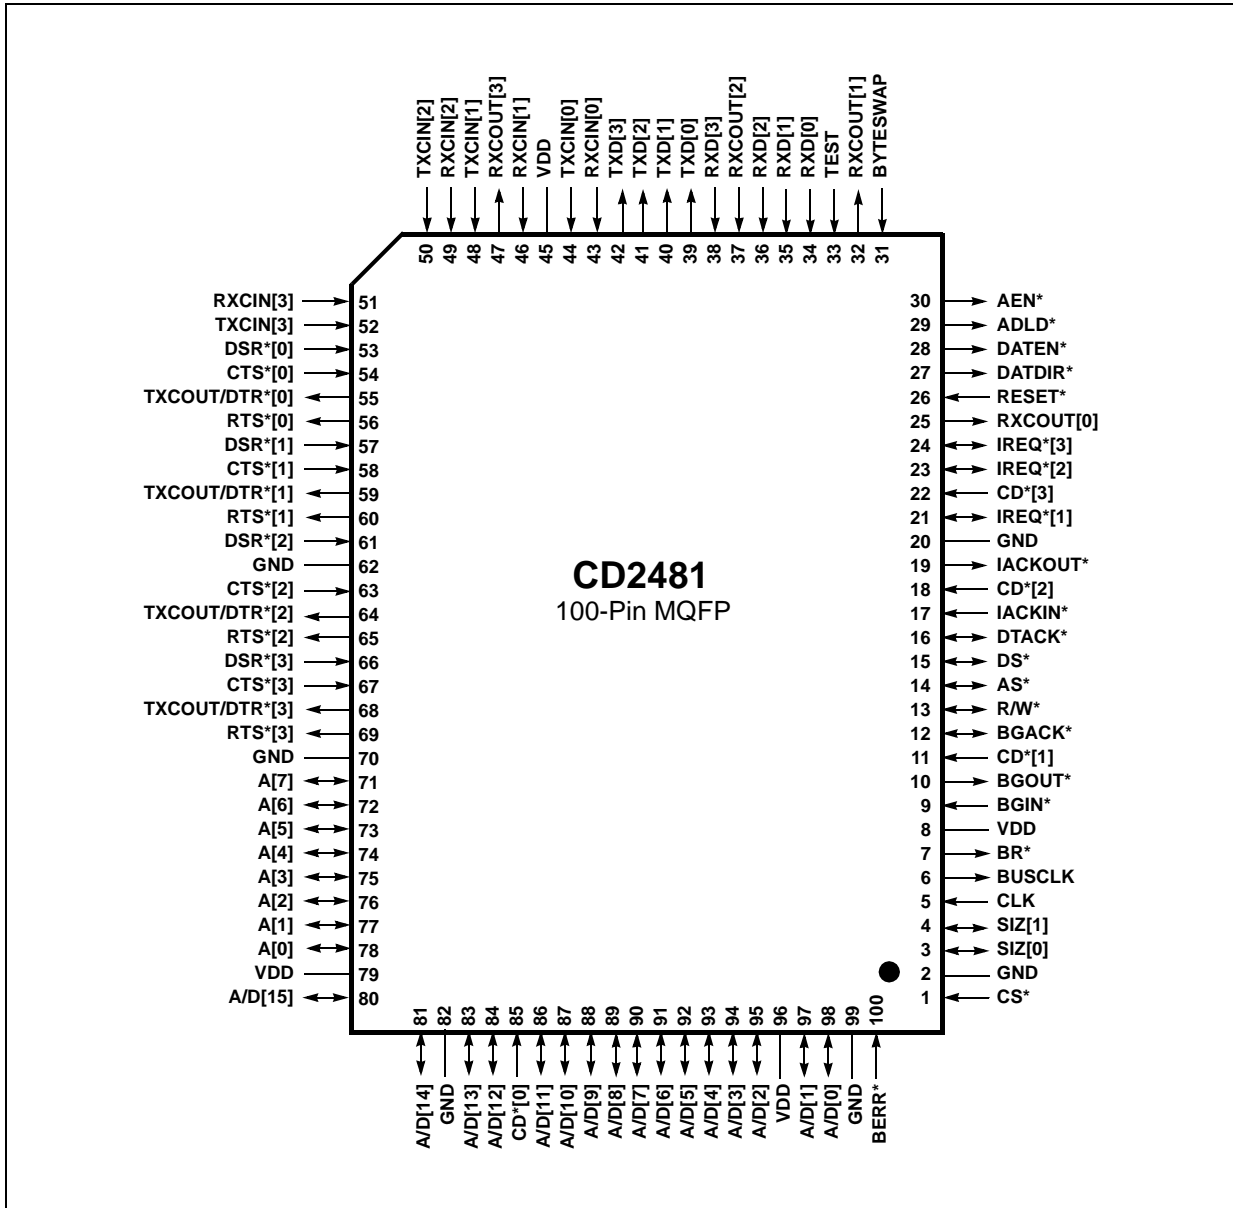 TXCIN[2]
RXCIN[2]
TXCIN[1]
RXCOUT[3]
RXCIN[1]
VDD
TXCIN[0]
RXCIN[0]
TXD[3]
TXD[2]
TXD[1]
TXD[0]
RXD[3]
RXCOUT[2]
RXD[2]
RXD[1]
RXD[0]
TEST
RXCOUT[1]
BYTESWAP
50
49
48
47
46
45
44
43
42
41
40
39
38
37
36
35
34
33
32
31
RXCIN[3] 51
TXCIN[3] 52
DSR*[0] 53
CTS*[0] 54
TXCOUT/DTR*[0] 55
RTS*[0] 56
DSR*[1] 57
CTS*[1] 58
TXCOUT/DTR*[1] 59
RTS*[1] 60
DSR*[2] 61
GND 62
CTS*[2] 63
TXCOUT/DTR*[2] 64
RTS*[2] 65
DSR*[3] 66
CTS*[3] 67
TXCOUT/DTR*[3] 68
RTS*[3] 69
GND 70
A[7] 71
A[6] 72
A[5] 73
A[4] 74
A[3] 75
A[2] 76
A[1] 77
A[0] 78
VDD 79
A/D[15] 80
CD2481
100-Pin MQFP
30 AEN*
29 ADLD*
28 DATEN*
27 DATDIR*
26 RESET*
25 RXCOUT[0]
24 IREQ*[3]
23 IREQ*[2]
22 CD*[3]
21 IREQ*[1]
20 GND
19 IACKOUT*
18 CD*[2]
17 IACKIN*
16 DTACK*
15 DS*
14 AS*
13 R/W*
12 BGACK*
11 CD*[1]
10 BGOUT*
9 BGIN*
8 VDD
7 BR*
6 BUSCLK
5 CLK
4 SIZ[1]
3 SIZ[0]
2 GND
1 CS*
81
82
83
84
85
86
87
88
89
90
91
92
93
94
95
96
97
98
99
100
A/D[14]
GND
A/D[13]
A/D[12]
CD*[0]
A/D[11]
A/D[10]
A/D[9]
A/D[8]
A/D[7]
A/D[6]
A/D[5]
A/D[4]
A/D[3]
A/D[2]
VDD
A/D[1]
A/D[0]
GND
BERR*